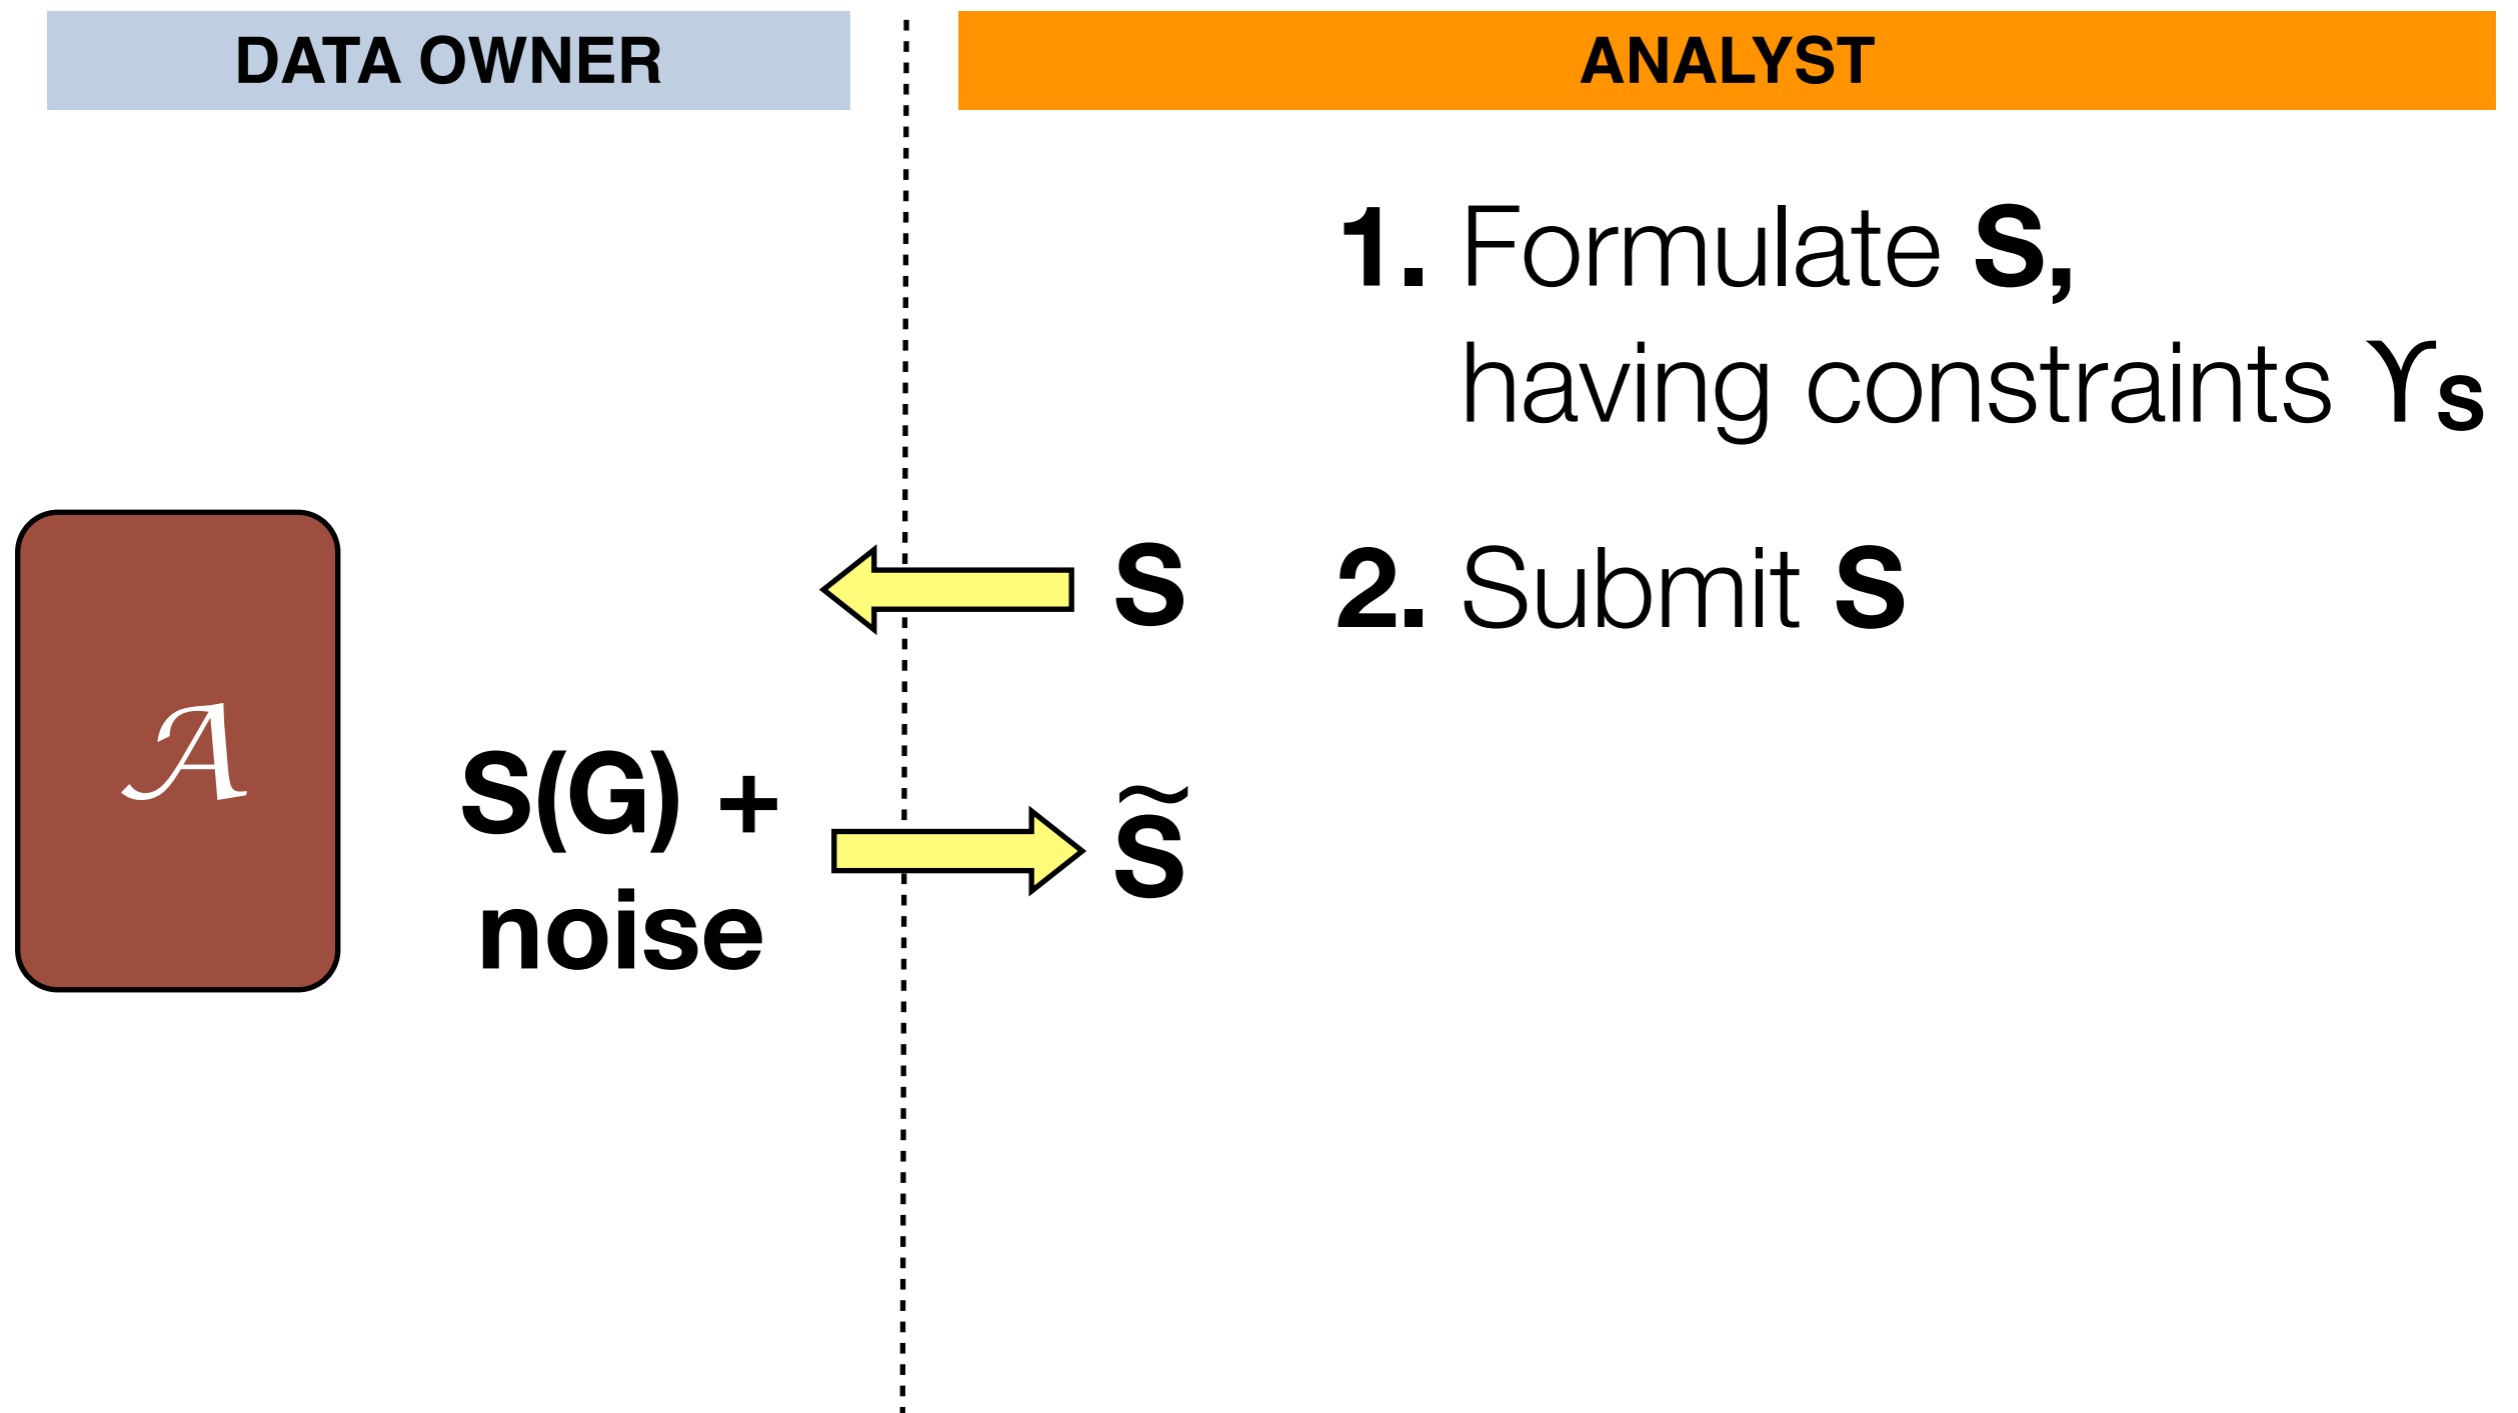 DATA OWNER
ANALYST
1. Formulate S,
having constraints ϒs
S
2. Submit S
𝒜
S(G) +
noise
S̃